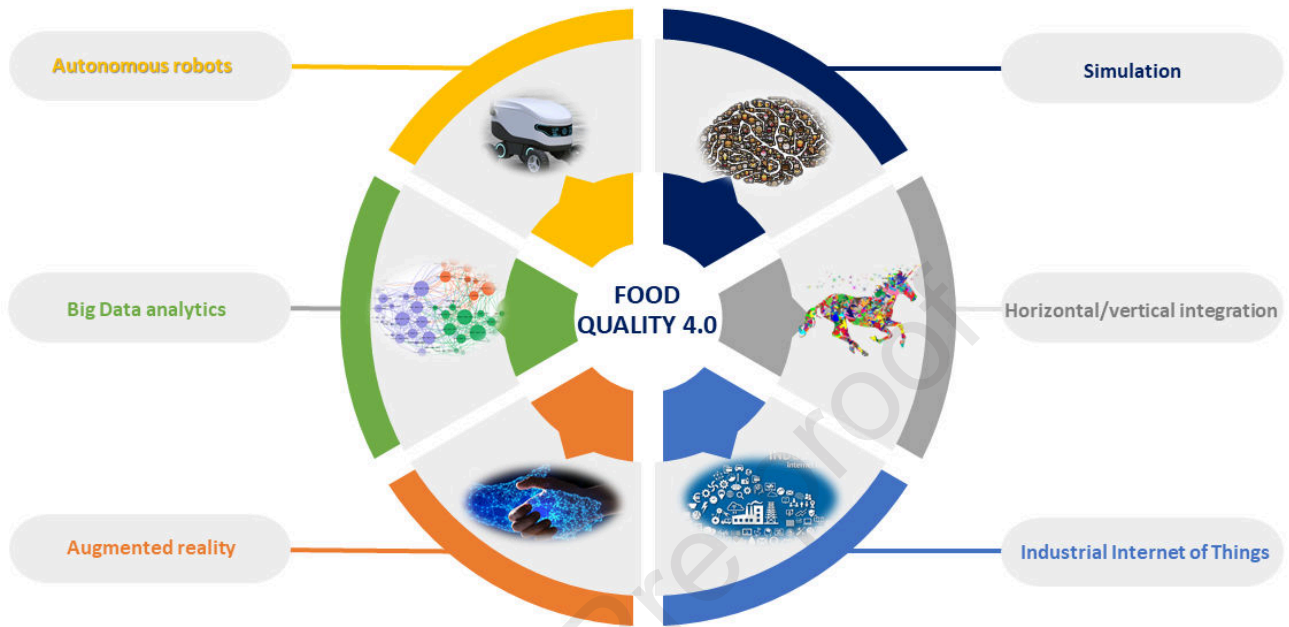 Autonomous robots
Simulation
Big Data analytics
FOOD
QUALITY 4.0
Horizontal/vertical integration
Augmented reality
Industrial Internet of Things